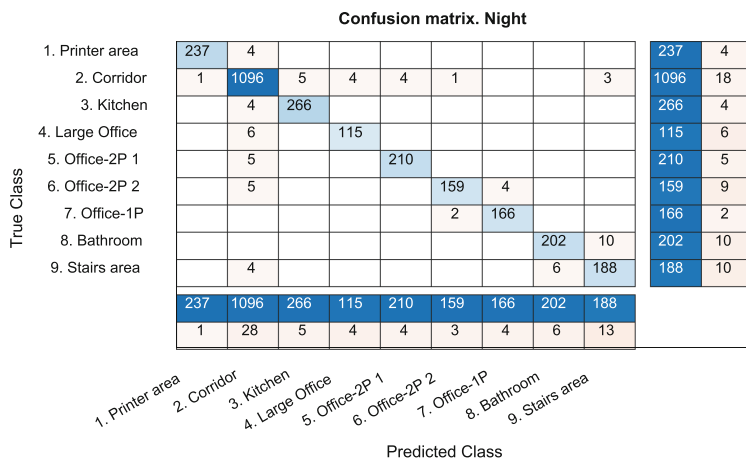 Confusion matrix. Night
1. Printer area 237 4 237 4
2. Corridor 1 1096 5 4 4 1 3 1096 18
3. Kitchen 4 266 266 4
4. Large Office 6 115 115 6
5. Office-2P 1 5 210 210 5
6. Office-2P 2 5 159 4 159 9
7. Office-1P 2 166 166 2
8. Bathroom 202 10 202 10
9. Stairs area 4 6 188 188 10
True Class
237 1096 266 115 210 159 166 202 188
1 28 5 4 4 3 4 6 13
1. Printer area
2. Corridor
3. Kitchen
4. Large Office
5. Office-2P 1
6. Office-2P 2
7. Office-1P
8. Bathroom
9. Stairs area
Predicted Class